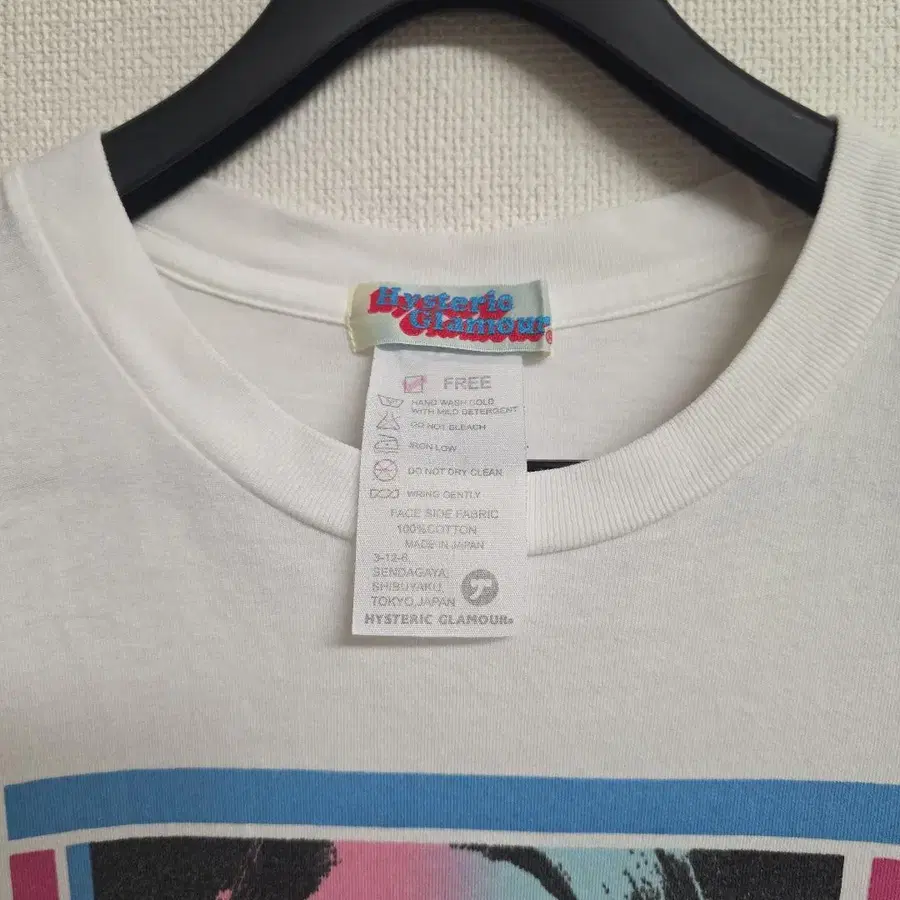 Hysteric
Glamour
FREE
HAND WASH COLD
WITH MILD DETERGENT
DO NOT BLEACH
IRON LOW
DO NOT DRY CLEAN
WRING GENTLY
FACE SIDE FABRIC
100%COTTON
MADE IN JAPAN
3-12-6,
SENDAGAYA,
SHIBUYAKU,
TOKYO,JAPAN
HYSTERIC GLAMOUR